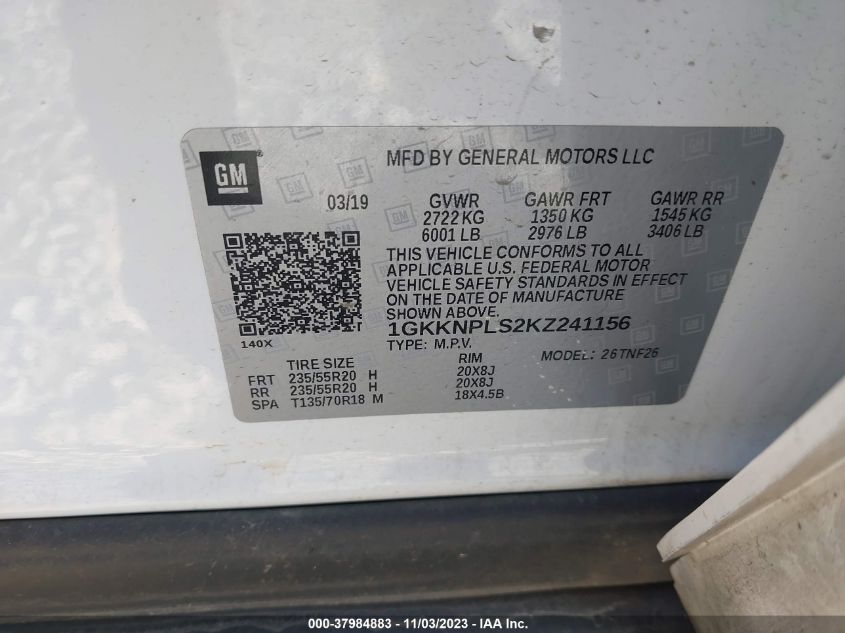 GM
MFD BY GENERAL MOTORS LLC
03/19 GVWR GAWR FRT GAWR RR
2722 KG 1350 KG 1545 KG
6001 LB 2976 LB 3406 LB
THIS VEHICLE CONFORMS TO ALL
APPLICABLE U.S. FEDERAL MOTOR
VEHICLE SAFETY STANDARDS IN EFFECT
ON THE DATE OF MANUFACTURE
SHOWN ABOVE.
1GKKNPLS2KZ241156
140X
TYPE: M.P.V. MODEL: 26TNF26
TIRE SIZE RIM
FRT 235/55R20 H 20X8J
RR 235/55R20 H 20X8J
SPA T135/70R18 M 18X4.5B
000-37984883 - 11/03/2023 - IAA Inc.